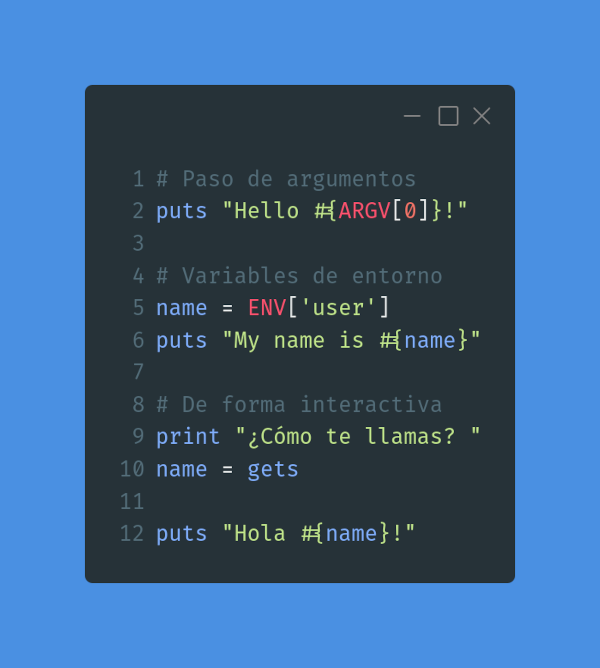 1 # Paso de argumentos
2 puts "Hello #{ARGV[0]}!"
3
4 # Variables de entorno
5 name = ENV['user']
6 puts "My name is #{name}"
7
8 # De forma interactiva
9 print "¿Cómo te llamas? "
10 name = gets
11
12 puts "Hola #{name}!"